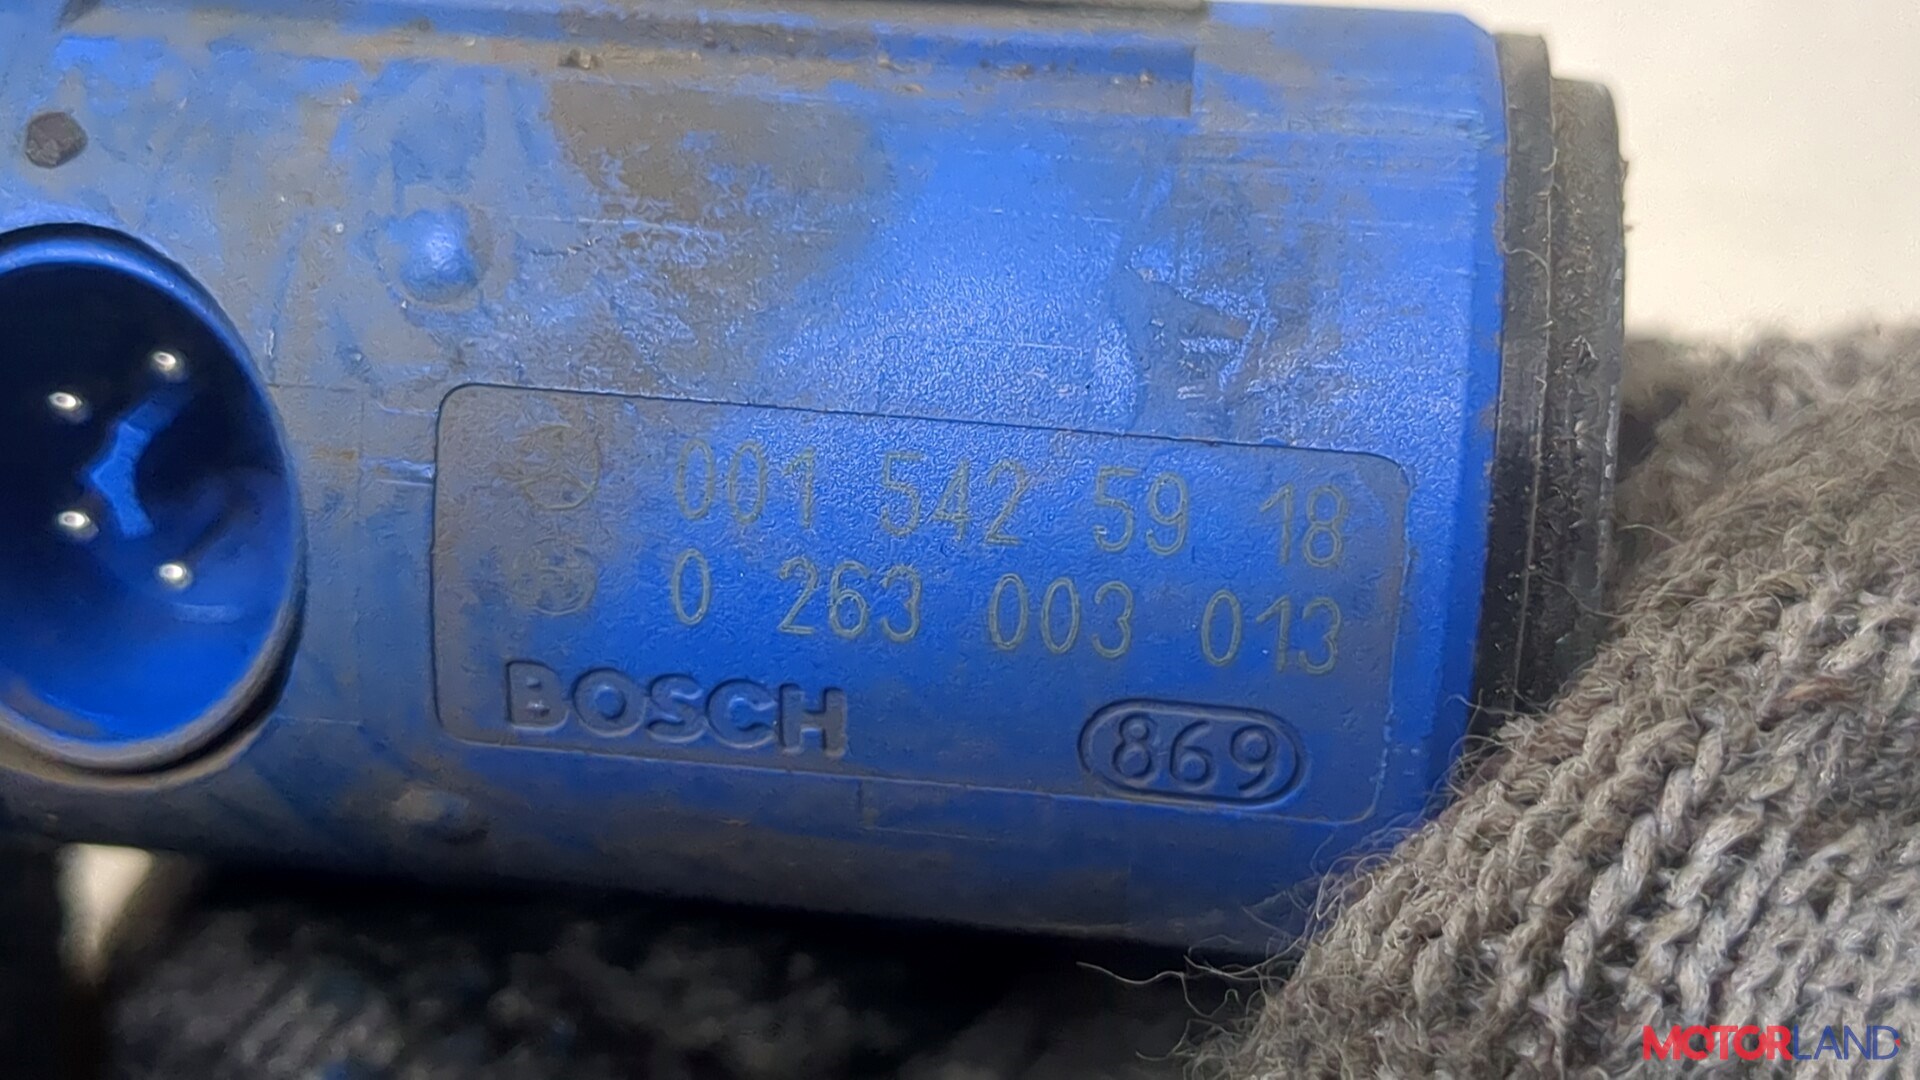 001 542 59 18
0 263 003 013
BOSCH 869
MOTORLAND